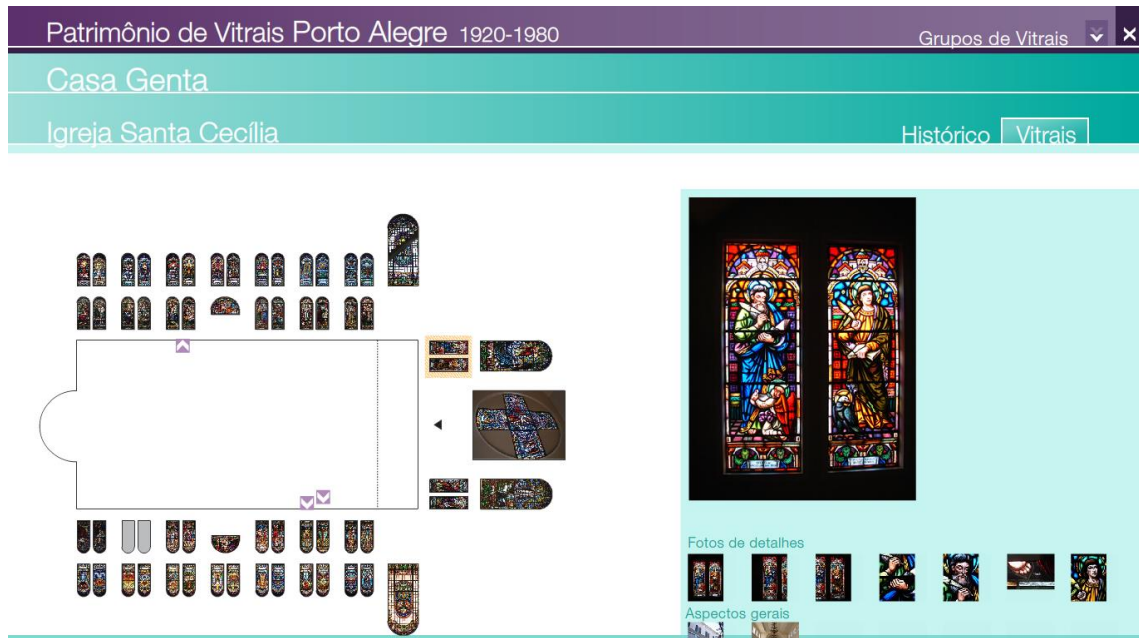 Patrimônio de Vitrais Porto Alegre 1920-1980
Grupos de Vitrais
Casa Genta
Igreja Santa Cecília
Histórico Vitrais
Fotos de detalhes
Aspectos gerais